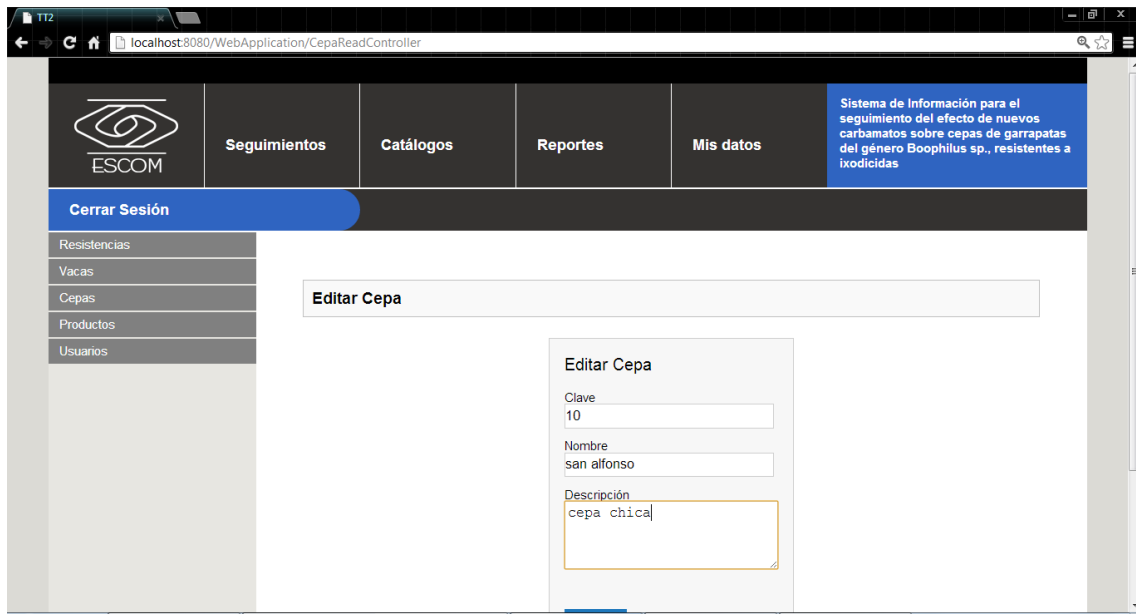 TT2
localhost:8080/WebApplication/CepaReadController
ESCOM
Seguimientos
Catálogos
Reportes
Mis datos
Sistema de Información para el
seguimiento del efecto de nuevos
carbamatos sobre cepas de garrapatas
del género Boophilus sp., resistentes a
ixodicidas
Cerrar Sesión
Resistencias
Vacas
Cepas
Productos
Usuarios
Editar Cepa
Editar Cepa
Clave
10
Nombre
san alfonso
Descripción
cepa chica